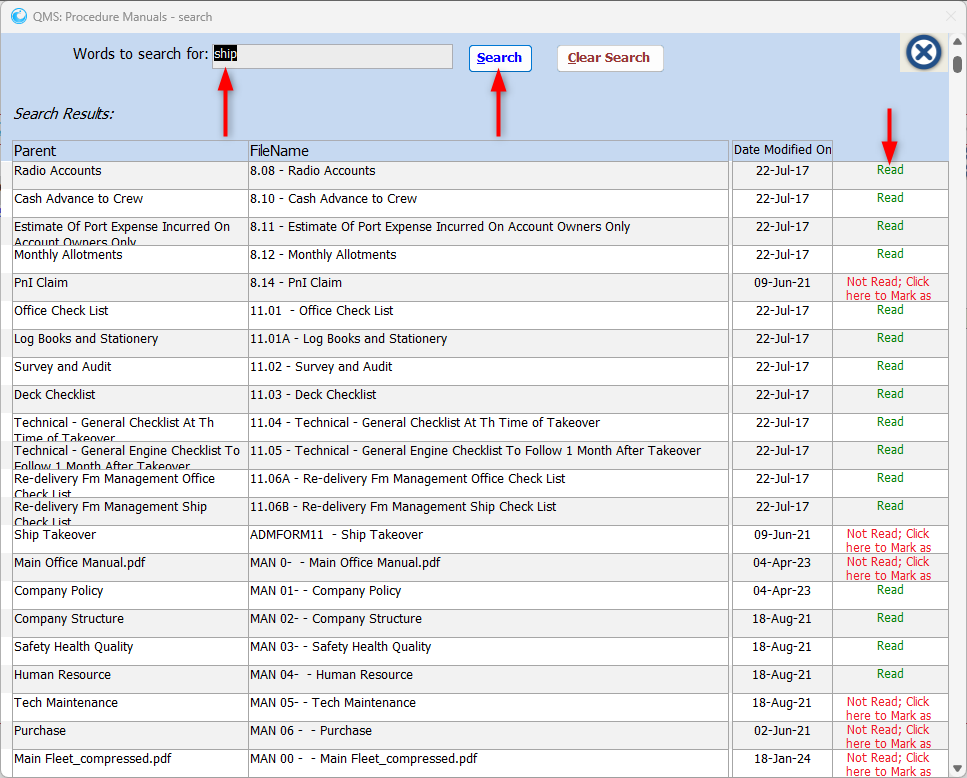 QMS: Procedure Manuals - search
Words to search for: ship Search Clear Search
Search Results:
Parent FileName Date Modified On
Radio Accounts 8.08 - Radio Accounts 22-Jul-17 Read
Cash Advance to Crew 8.10 - Cash Advance to Crew 22-Jul-17 Read
Estimate Of Port Expense Incurred On 8.11 - Estimate Of Port Expense Incurred On Account Owners Only 22-Jul-17 Read
Account Owners Only
Monthly Allotments 8.12 - Monthly Allotments 22-Jul-17 Read
PnI Claim 8.14 - PnI Claim 09-Jun-21 Not Read; Click
here to Mark as
Office Check List 11.01  - Office Check List 22-Jul-17 Read
Log Books and Stationery 11.01A - Log Books and Stationery 22-Jul-17 Read
Survey and Audit 11.02 - Survey and Audit 22-Jul-17 Read
Deck Checklist 11.03 - Deck Checklist 22-Jul-17 Read
Technical - General Checklist At Th 11.04 - Technical - General Checklist At Th Time of Takeover 22-Jul-17 Read
Time of Takeover
Technical - General Engine Checklist To 11.05 - Technical - General Engine Checklist To Follow 1 Month After Takeover 22-Jul-17 Read
Follow 1 Month After Takeover
Re-delivery Fm Management Office 11.06A - Re-delivery Fm Management Office Check List 22-Jul-17 Read
Check List
Re-delivery Fm Management Ship 11.06B - Re-delivery Fm Management Ship Check List 22-Jul-17 Read
Check List
Ship Takeover ADMFORM11  - Ship Takeover 09-Jun-21 Not Read; Click
here to Mark as
Main Office Manual.pdf MAN 0-  - Main Office Manual.pdf 04-Apr-23 Not Read; Click
here to Mark as
Company Policy MAN 01- - Company Policy 04-Apr-23 Read
Company Structure MAN 02- - Company Structure 18-Aug-21 Read
Safety Health Quality MAN 03- - Safety Health Quality 18-Aug-21 Read
Human Resource MAN 04-  - Human Resource 18-Aug-21 Read
Tech Maintenance MAN 05- - Tech Maintenance 18-Aug-21 Not Read; Click
here to Mark as
Purchase MAN 06 -  - Purchase 02-Jun-21 Not Read; Click
here to Mark as
Main Fleet_compressed.pdf MAN 00 -  - Main Fleet_compressed.pdf 18-Jan-24 Not Read; Click
here to Mark as